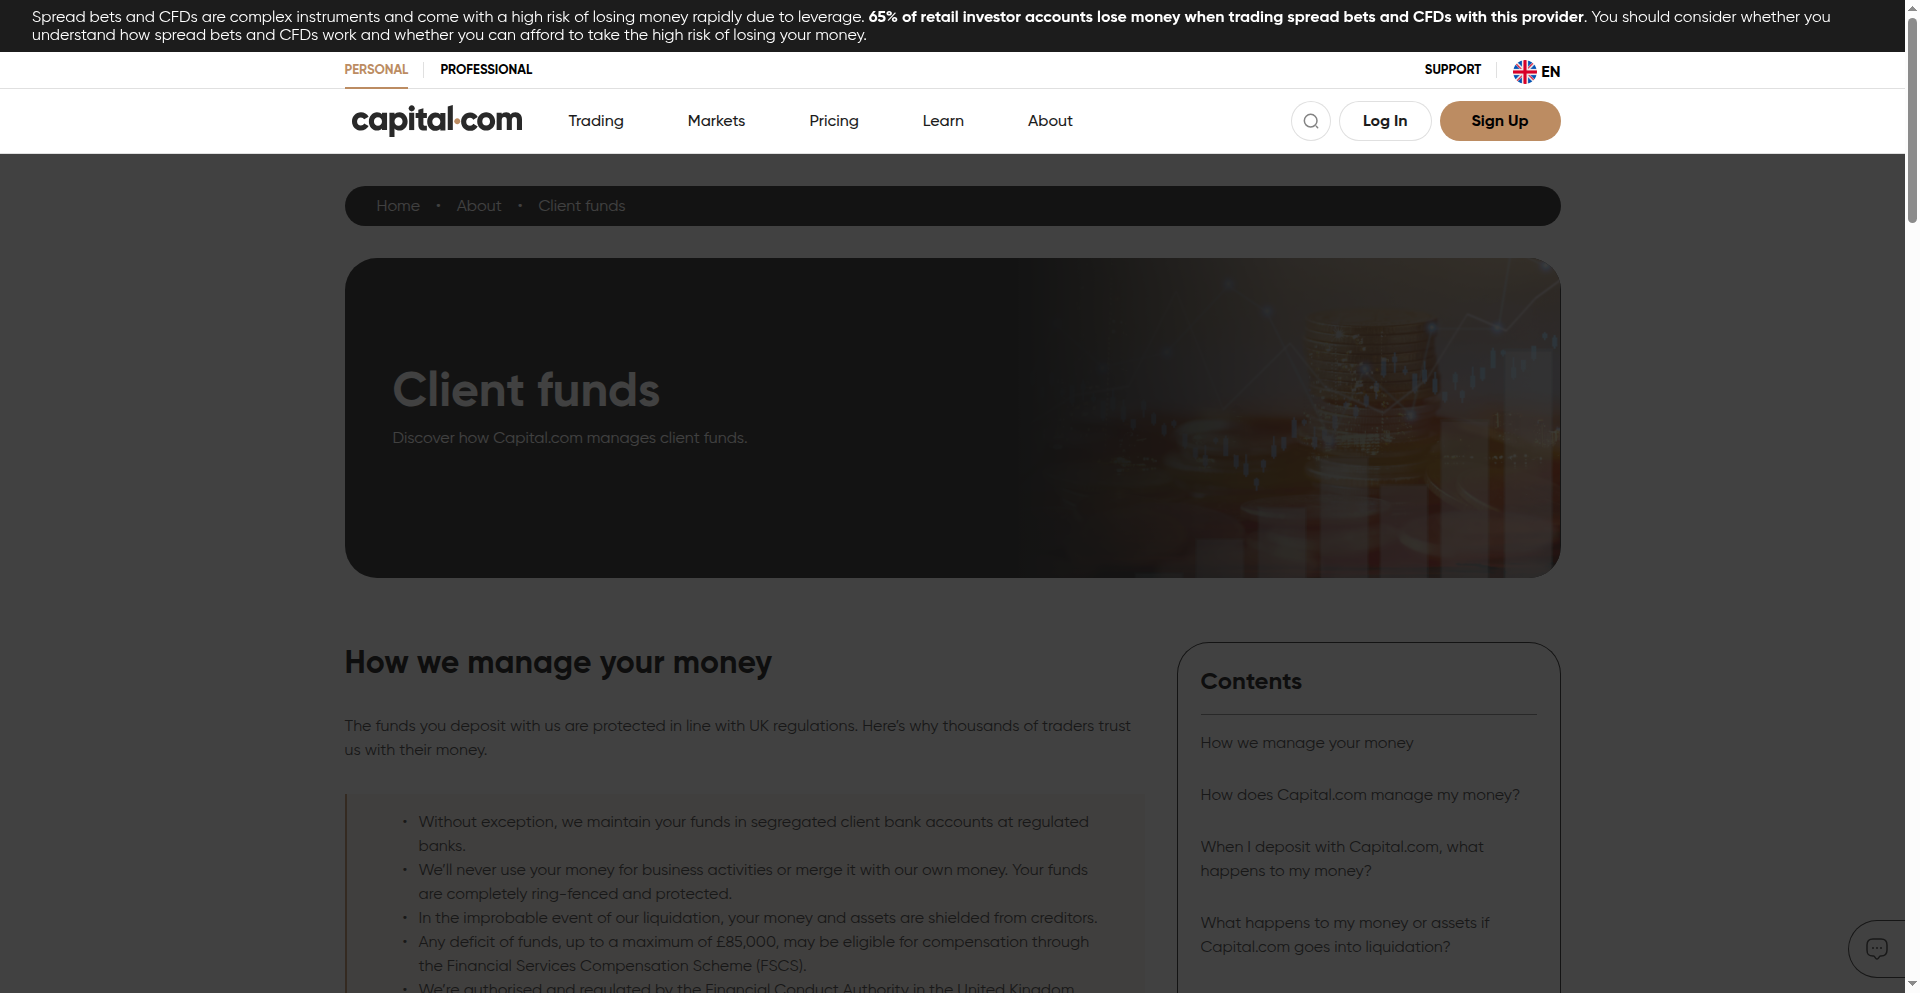 Spread bets and CFDs are complex instruments and come with a high risk of losing money rapidly due to leverage. 65% of retail investor accounts lose money when trading spread bets and CFDs with this provider. You should consider whether you
understand how spread bets and CFDs work and whether you can afford to take the high risk of losing your money.
PERSONAL PROFESSIONAL SUPPORT EN
capital.com Trading Markets Pricing Learn About Log In Sign Up
Home • About • Client funds
Client funds
Discover how Capital.com manages client funds.
How we manage your money
The funds you deposit with us are protected in line with UK regulations. Here's why thousands of traders trust
us with their money.
• Without exception, we maintain your funds in segregated client bank accounts at regulated
banks.
• We'll never use your money for business activities or merge it with our own money. Your funds
are completely ring-fenced and protected.
• In the improbable event of our liquidation, your money and assets are shielded from creditors.
• Any deficit of funds, up to a maximum of £85,000, may be eligible for compensation through
the Financial Services Compensation Scheme (FSCS).
• We're authorised and regulated by the Financial Conduct Authority in the United Kingdom
Contents
How we manage your money
How does Capital.com manage my money?
When I deposit with Capital.com, what
happens to my money?
What happens to my money or assets if
Capital.com goes into liquidation?